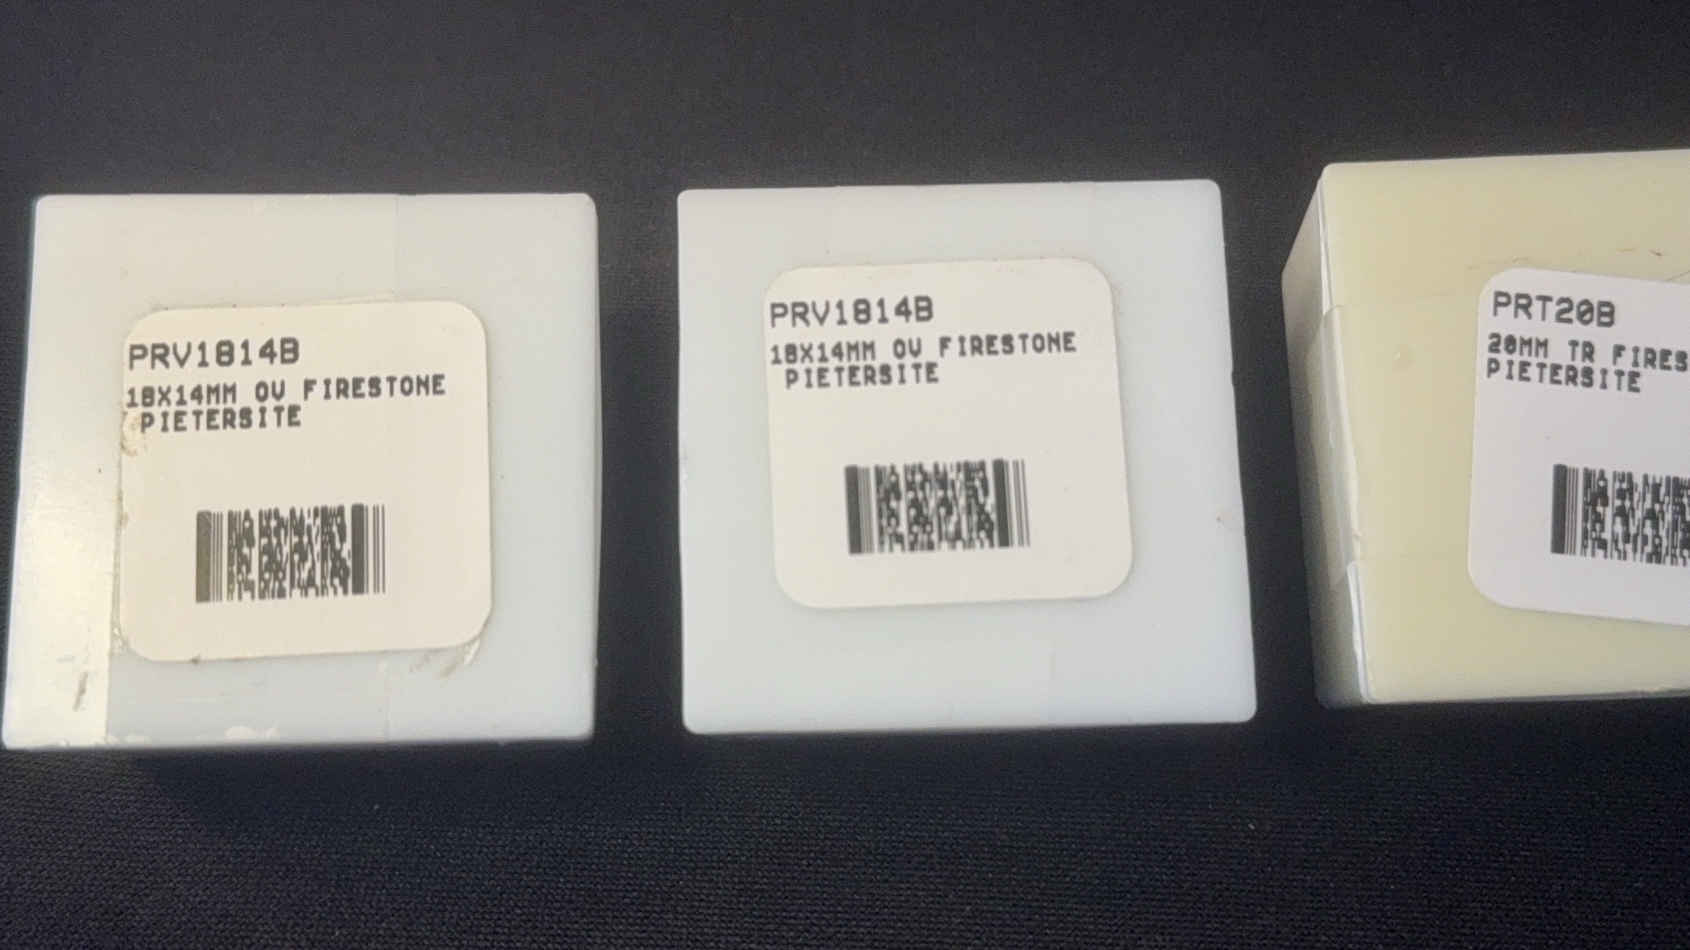 PRV1814B
18X14MM OV FIRESTONE
PIETERSITE
PRV1814B
18X14MM OV FIRESTONE
PIETERSITE
PRT20B
20MM TR FIRES
PIETERSITE